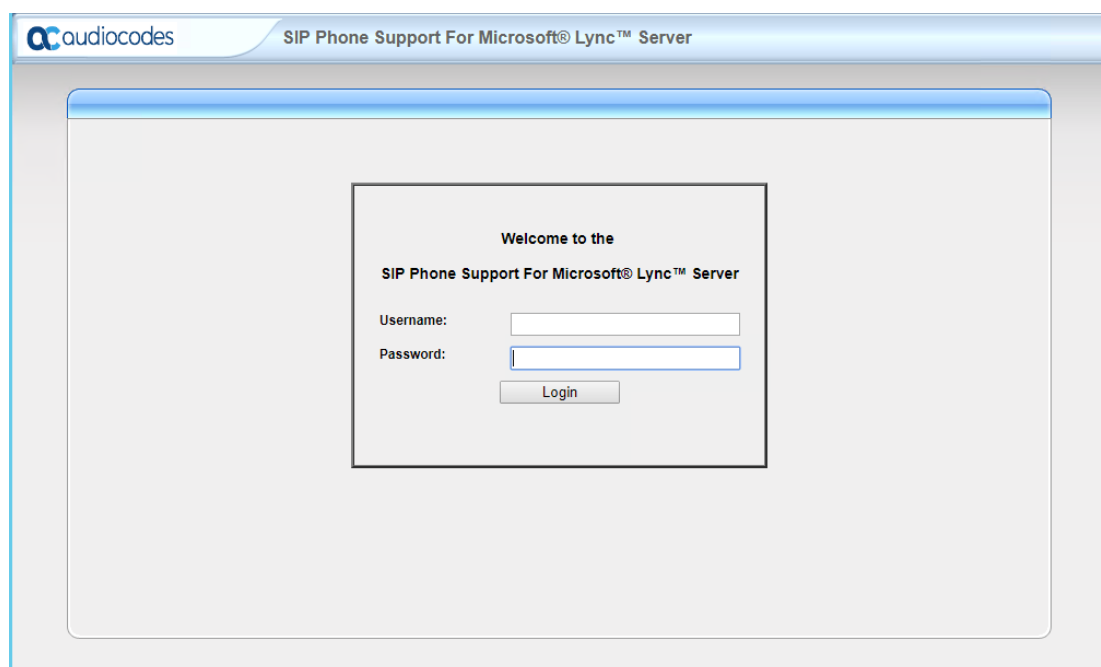 audiocodes
SIP Phone Support For Microsoft® Lync™ Server
Welcome to the
SIP Phone Support For Microsoft® Lync™ Server
Username:
Password:
Login